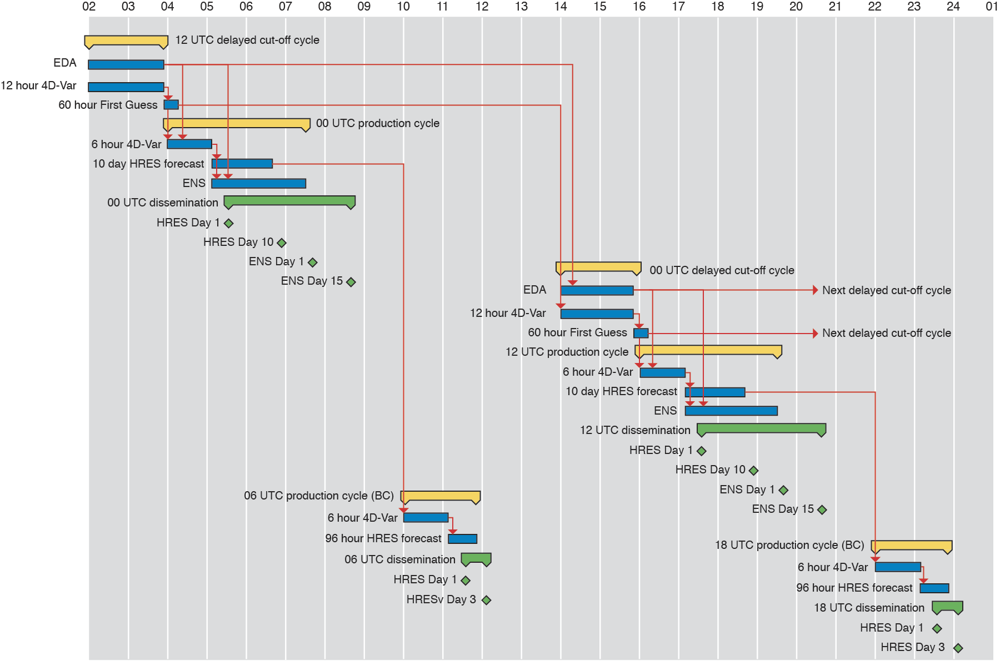 02 03 04 05 06 07 08 09 10 11 12 13 14 15 16 17 18 19 20 21 22 23 24 01
12 UTC delayed cut-off cycle
EDA
12 hour 4D-Var
60 hour First Guess
00 UTC production cycle
6 hour 4D-Var
10 day HRES forecast
ENS
00 UTC dissemination
HRES Day 1
HRES Day 10
ENS Day 1
ENS Day 15
00 UTC delayed cut-off cycle
EDA
Next delayed cut-off cycle
12 hour 4D-Var
60 hour First Guess
Next delayed cut-off cycle
12 UTC production cycle
6 hour 4D-Var
10 day HRES forecast
ENS
12 UTC dissemination
HRES Day 1
HRES Day 10
ENS Day 1
ENS Day 15
06 UTC production cycle (BC)
6 hour 4D-Var
96 hour HRES forecast
06 UTC dissemination
HRES Day 1
HRESv Day 3
18 UTC production cycle (BC)
6 hour 4D-Var
96 hour HRES forecast
18 UTC dissemination
HRES Day 1
HRES Day 3